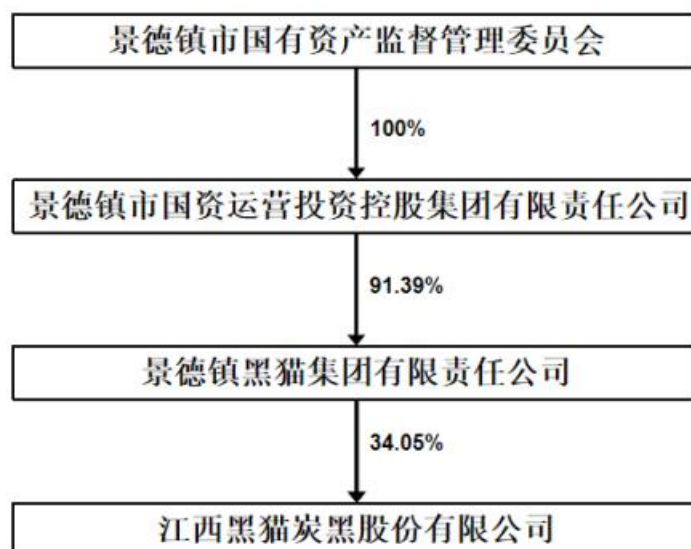 景德镇市国有资产监督管理委员会
100%
景德镇市国资运营投资控股集团有限责任公司
91.39%
景德镇黑猫集团有限责任公司
34.05%
江西黑猫炭黑股份有限公司